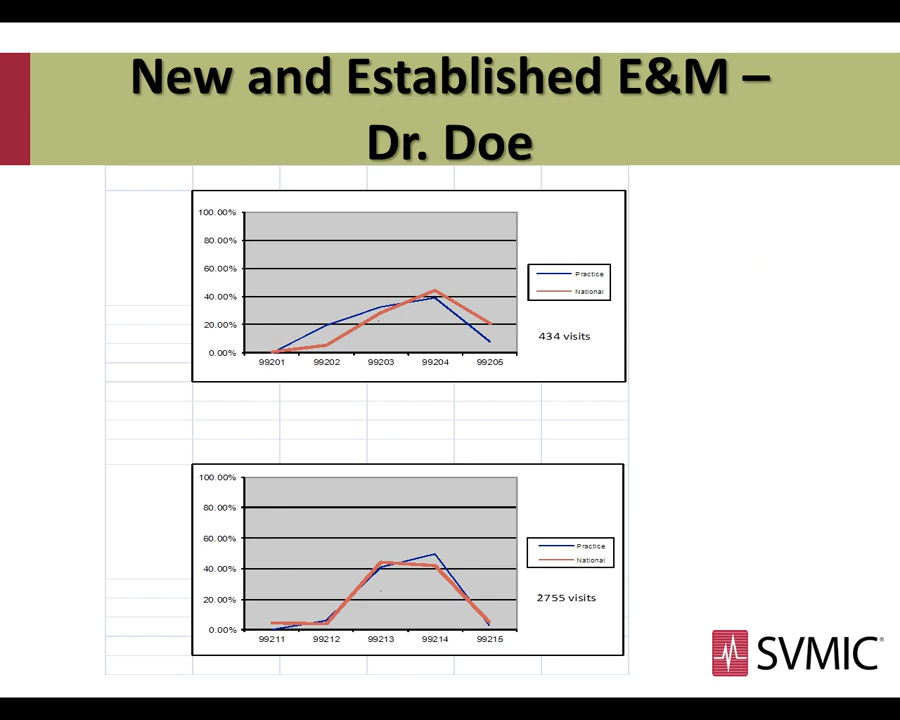 New and Established E&M –
Dr. Doe
100.00%
80.00%
60.00%
40.00%
20.00%
0.00%
99201 99202 99203 99204 99205
Practice
National
434 visits
100.00%
80.00%
60.00%
40.00%
20.00%
0.00%
99211 99212 99213 99214 99215
Practice
National
2755 visits
SVMIC®